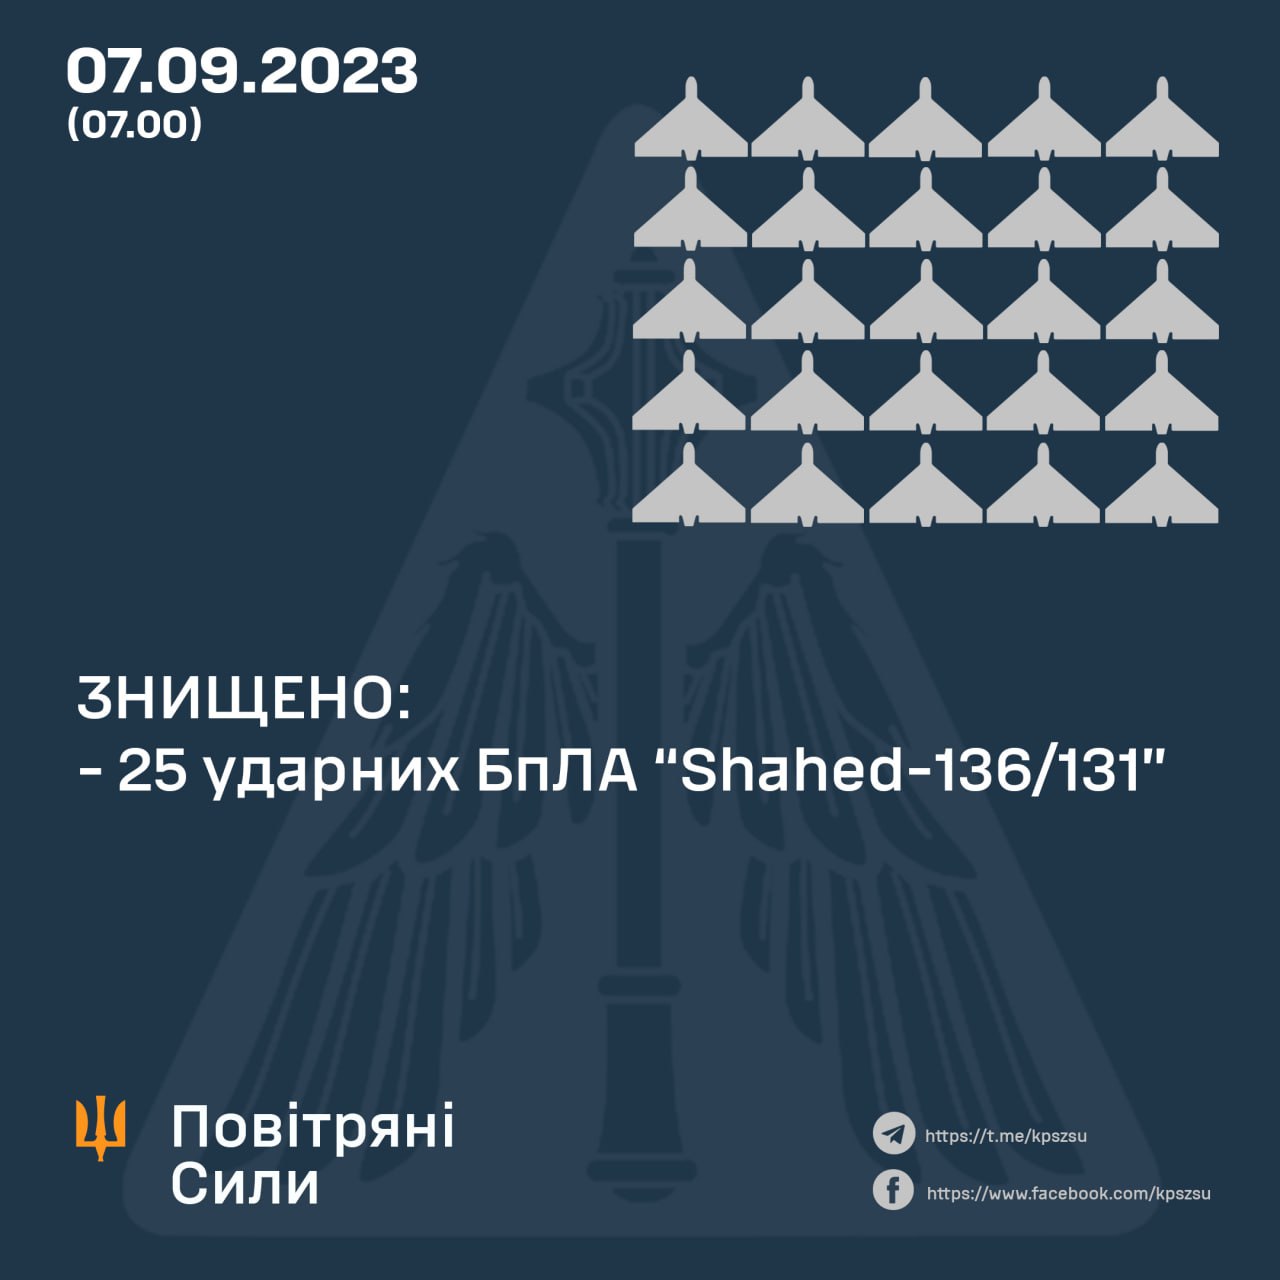 07.09.2023
(07.00)
ЗНИЩЕНО:
- 25 ударних БпЛА “Shahed-136/131”
Повітряні
Сили
https://t.me/kpszsu
https://www.facebook.com/kpszsu